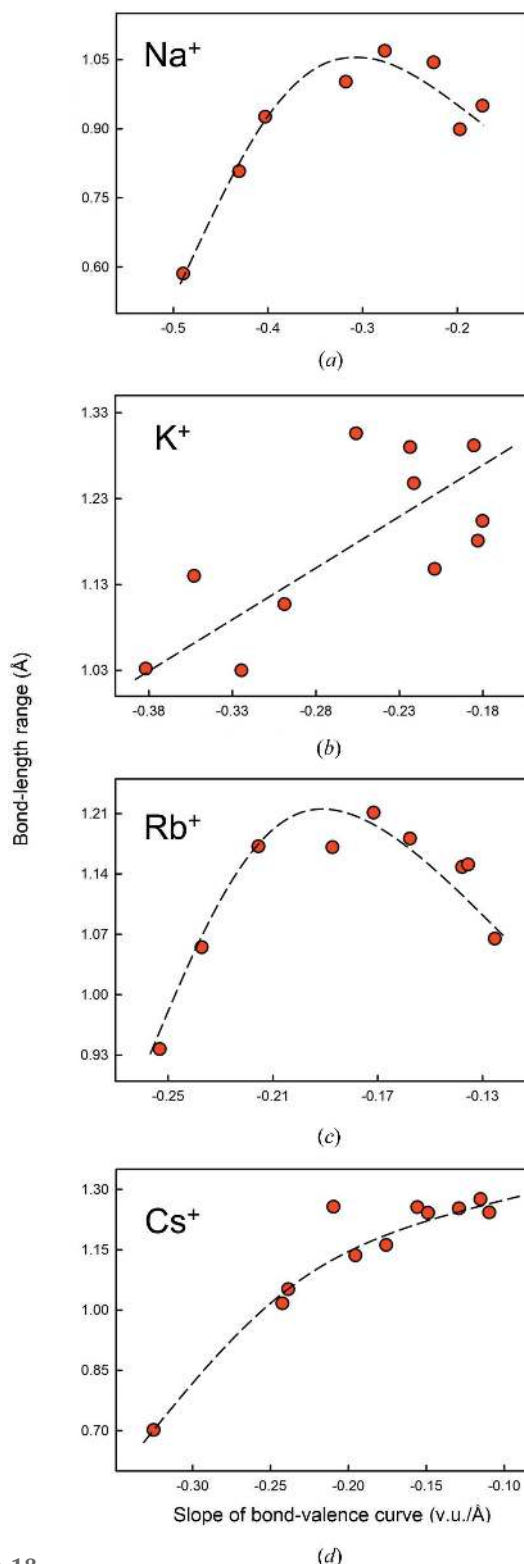 Na⁺
1.05
0.90
0.75
0.60
-0.5 -0.4 -0.3 -0.2
(a)
K⁺
1.33
1.23
1.13
1.03
-0.38 -0.33 -0.28 -0.23 -0.18
(b)
Bond-length range (Å)
Rb⁺
1.21
1.14
1.07
1.00
0.93
-0.25 -0.21 -0.17 -0.13
(c)
Cs⁺
1.30
1.15
1.00
0.85
0.70
-0.30 -0.25 -0.20 -0.15 -0.10
Slope of bond-valence curve (v.u./Å)
(d)